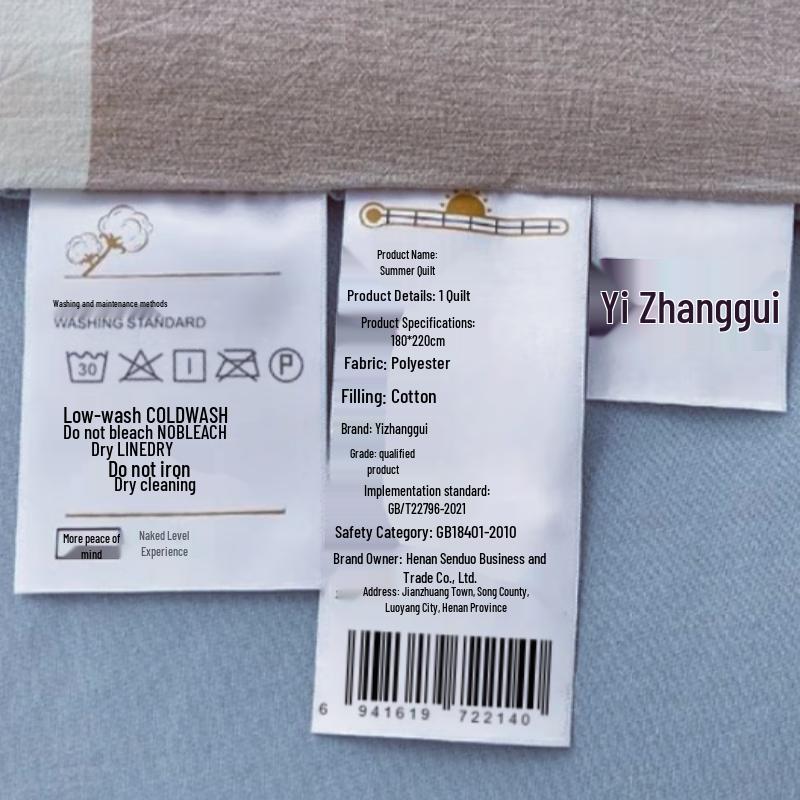 Washing and maintenance methods
WASHING STANDARD
30
P
Low-wash COLDWASH
Do not bleach NOBLEACH
Dry LINEDRY
Do not iron
Dry cleaning
More peace of
mind
Naked Level
Experience
Product Name:
Summer Quilt
Product Details: 1 Quilt
Product Specifications:
180*220cm
Fabric: Polyester
Filling: Cotton
Brand: Yizhanggui
Grade: qualified
product
Implementation standard:
GB/T22796-2021
Safety Category: GB18401-2010
Brand Owner: Henan Senduo Business and
Trade Co., Ltd.
Address: Jianzhuang Town, Song County,
Luoyang City, Henan Province
6 941619 722140
Yi Zhanggui